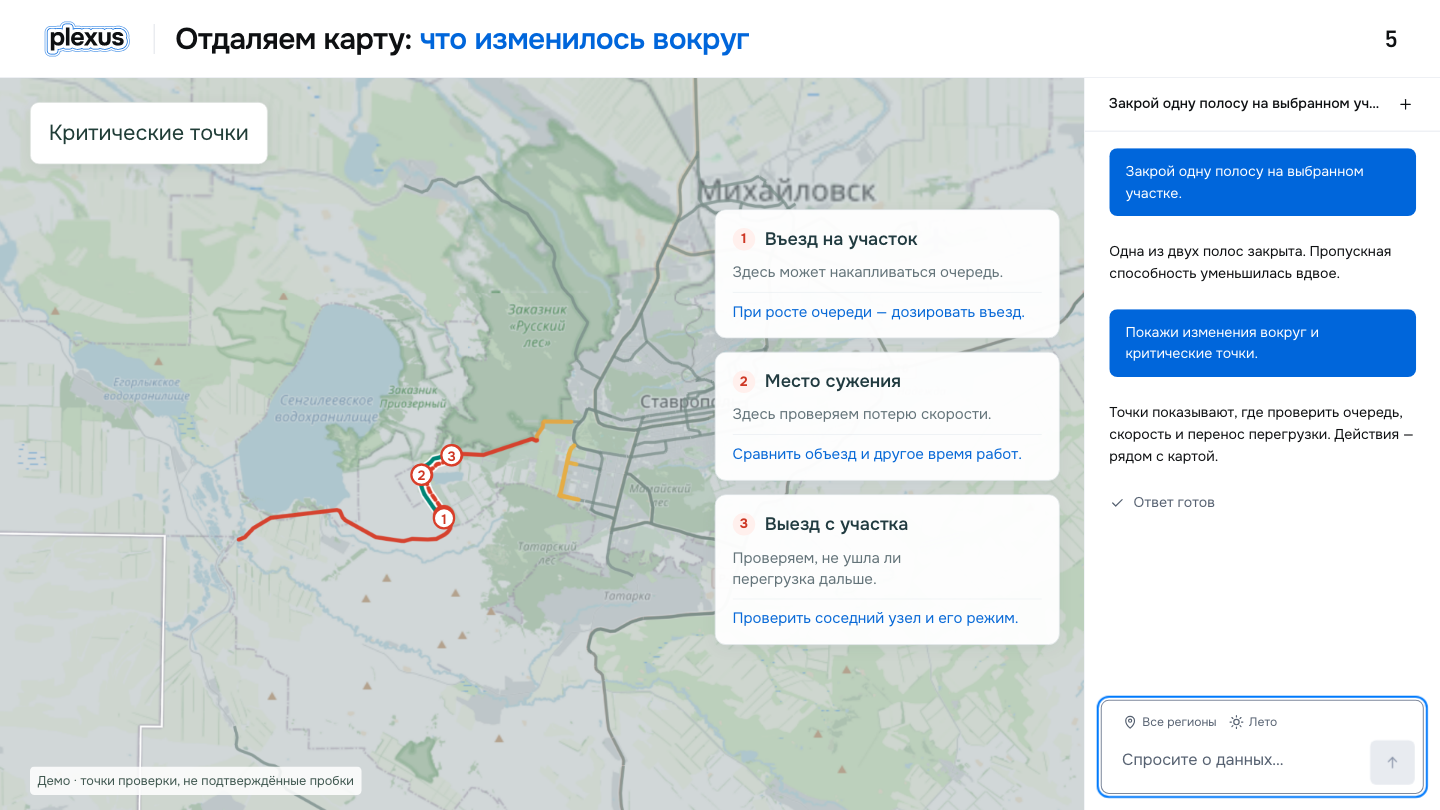 plexus
Отдаляем карту: что изменилось вокруг
5
Критические точки
Михайловск
Заказник
«Русский
лес»
Егорлыкское
водохранилище
Сенгилеевское
водохранилище
Заказник
Приозерный
Ставроп
Мамайский
лес
Татарский
лес
Татарка
1
2
3
1 Въезд на участок
Здесь может накапливаться очередь.
При росте очереди — дозировать въезд.
2 Место сужения
Здесь проверяем потерю скорости.
Сравнить объезд и другое время работ.
3 Выезд с участка
Проверяем, не ушла ли
перегрузка дальше.
Проверить соседний узел и его режим.
Демо · точки проверки, не подтверждённые пробки
Закрой одну полосу на выбранном уч... +
Закрой одну полосу на выбранном
участке.
Одна из двух полос закрыта. Пропускная
способность уменьшилась вдвое.
Покажи изменения вокруг и
критические точки.
Точки показывают, где проверить очередь,
скорость и перенос перегрузки. Действия —
рядом с картой.
Ответ готов
Все регионы Лето
Спросите о данных...